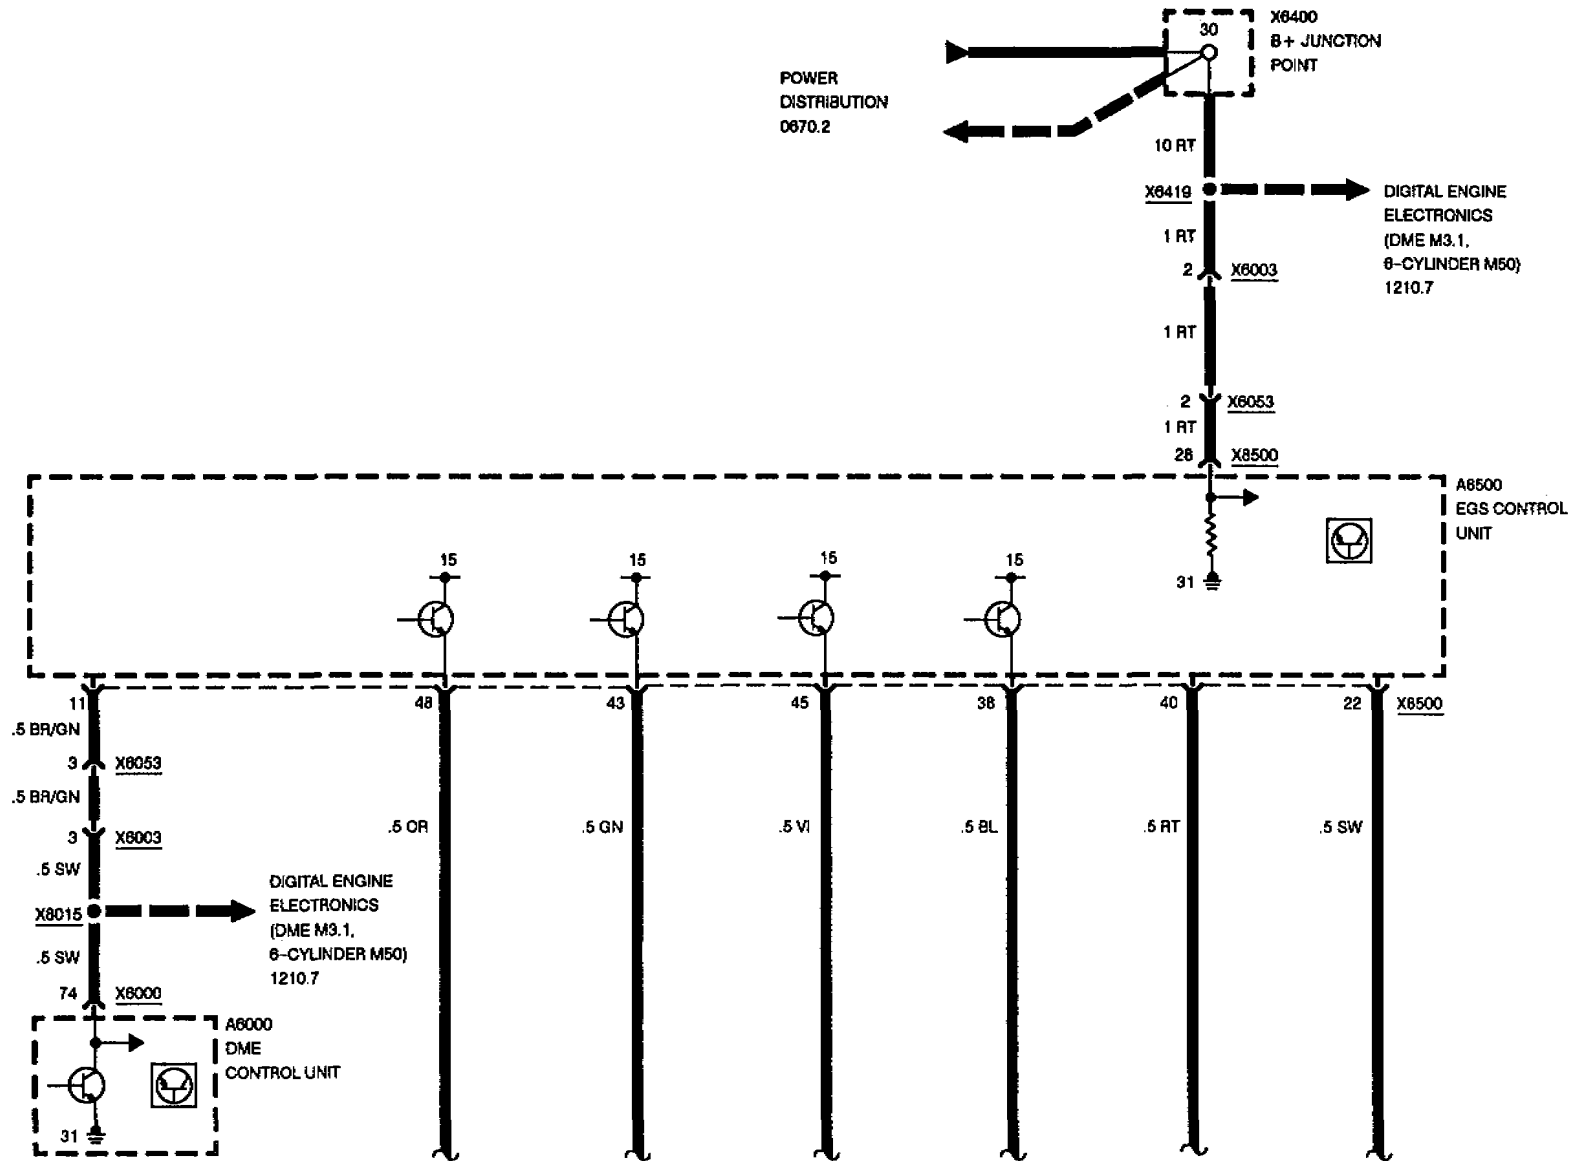 30
X6400
B+ JUNCTION
POINT
POWER
DISTRIBUTION
0670.2
10 RT
X6419
DIGITAL ENGINE
ELECTRONICS
(DME M3.1,
6-CYLINDER M50)
1210.7
1 RT
2
X6003
1 RT
2
X6053
1 RT
26
X6500
A6500
EGS CONTROL
UNIT
15
15
15
15
31
11
48
43
45
38
40
22
X6500
.5 BR/GN
3
X6053
.5 BR/GN
.5 OR
.5 GN
.5 VI
.5 BL
.5 RT
.5 SW
3
X6003
.5 SW
X8015
DIGITAL ENGINE
ELECTRONICS
(DME M3.1,
6-CYLINDER M50)
1210.7
.5 SW
74
X6000
A6000
DME
CONTROL UNIT
31